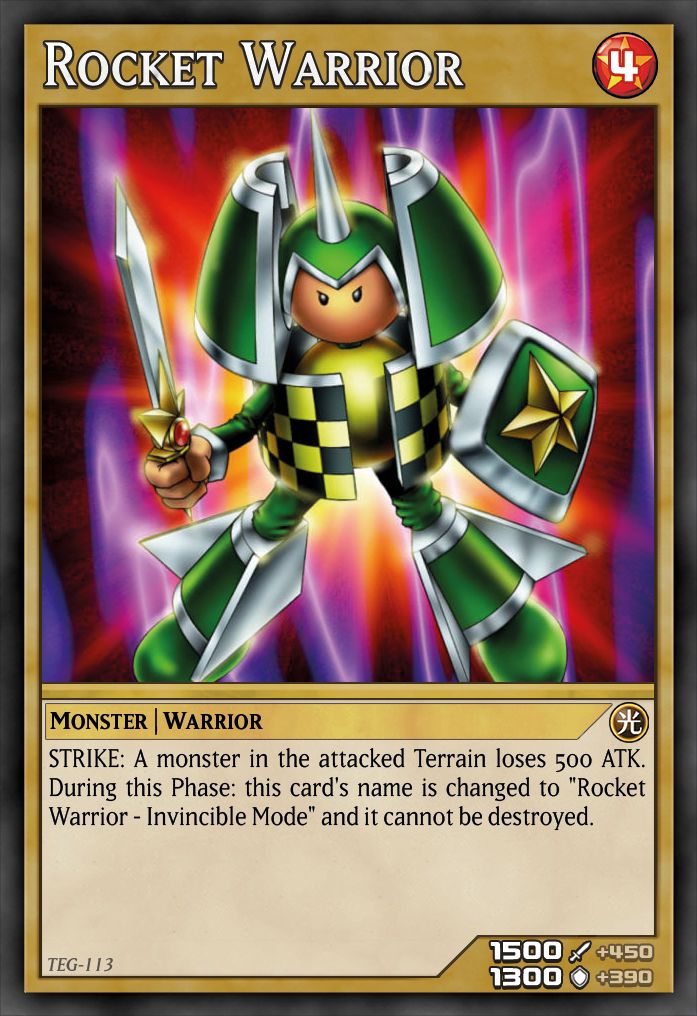 Rocket Warrior
4
Monster | Warrior
光
STRIKE: A monster in the attacked Terrain loses 500 ATK.
During this Phase: this card's name is changed to "Rocket
Warrior - Invincible Mode" and it cannot be destroyed.
TEG-113
1500 +450
1300 +390